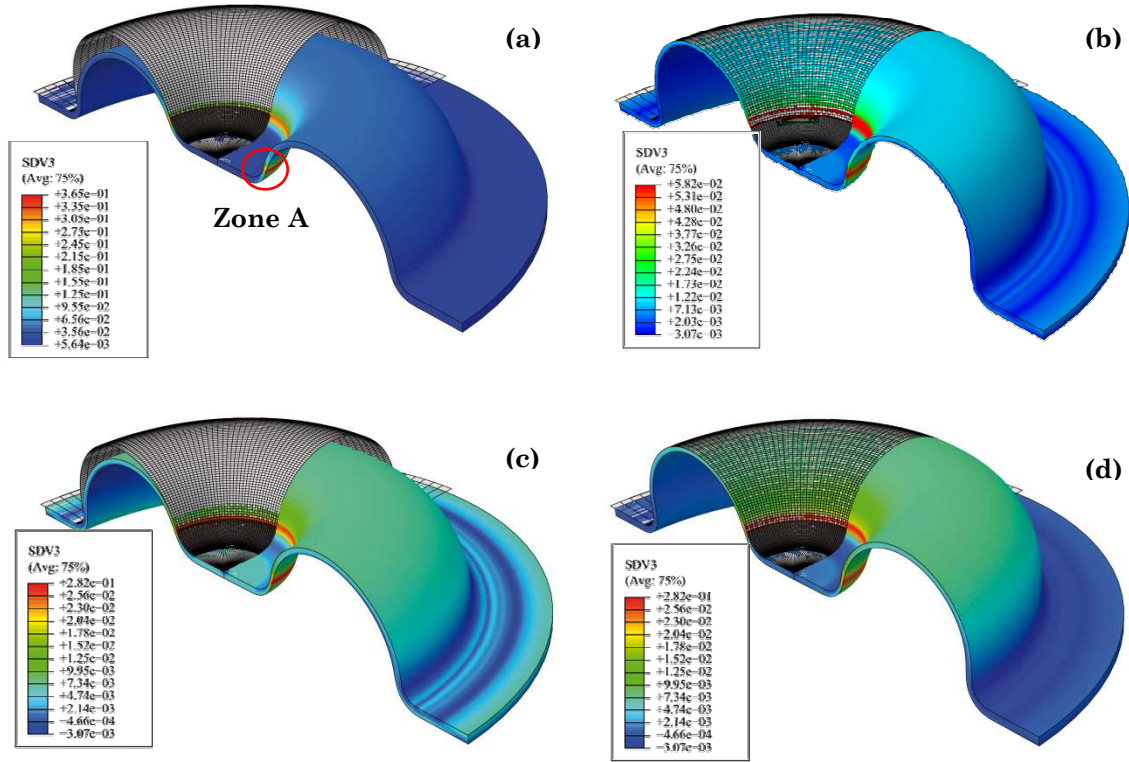 (a)
SDV3
(Avg: 75%)
+3.65e−01
+3.35e−01
+3.05e−01
+2.75e−01
+2.45e−01
+2.15e−01
+1.85e−01
+1.55e−01
+1.25e−01
+9.55e−02
+6.56e−02
+3.56e−02
+5.64e−03
Zone A
(b)
SDV3
(Avg: 75%)
+5.82e−02
+5.31e−02
+4.80e−02
+4.28e−02
+3.77e−02
+3.26e−02
+2.75e−02
+2.24e−02
+1.73e−02
+1.22e−02
+7.13e−03
+2.03e−03
−3.07e−03
(c)
SDV3
(Avg: 75%)
+2.82e−01
+2.56e−02
+2.30e−02
+2.04e−02
+1.78e−02
+1.52e−02
+1.25e−02
+9.95e−03
+7.34e−03
+4.74e−03
+2.14e−03
−4.66e−04
−3.07e−03
(d)
SDV3
(Avg: 75%)
+2.82e−01
+2.56e−02
+2.30e−02
+2.04e−02
+1.78e−02
+1.52e−02
+1.25e−02
+9.95e−03
+7.34e−03
+4.74e−03
+2.14e−03
−4.66e−04
−3.07e−03